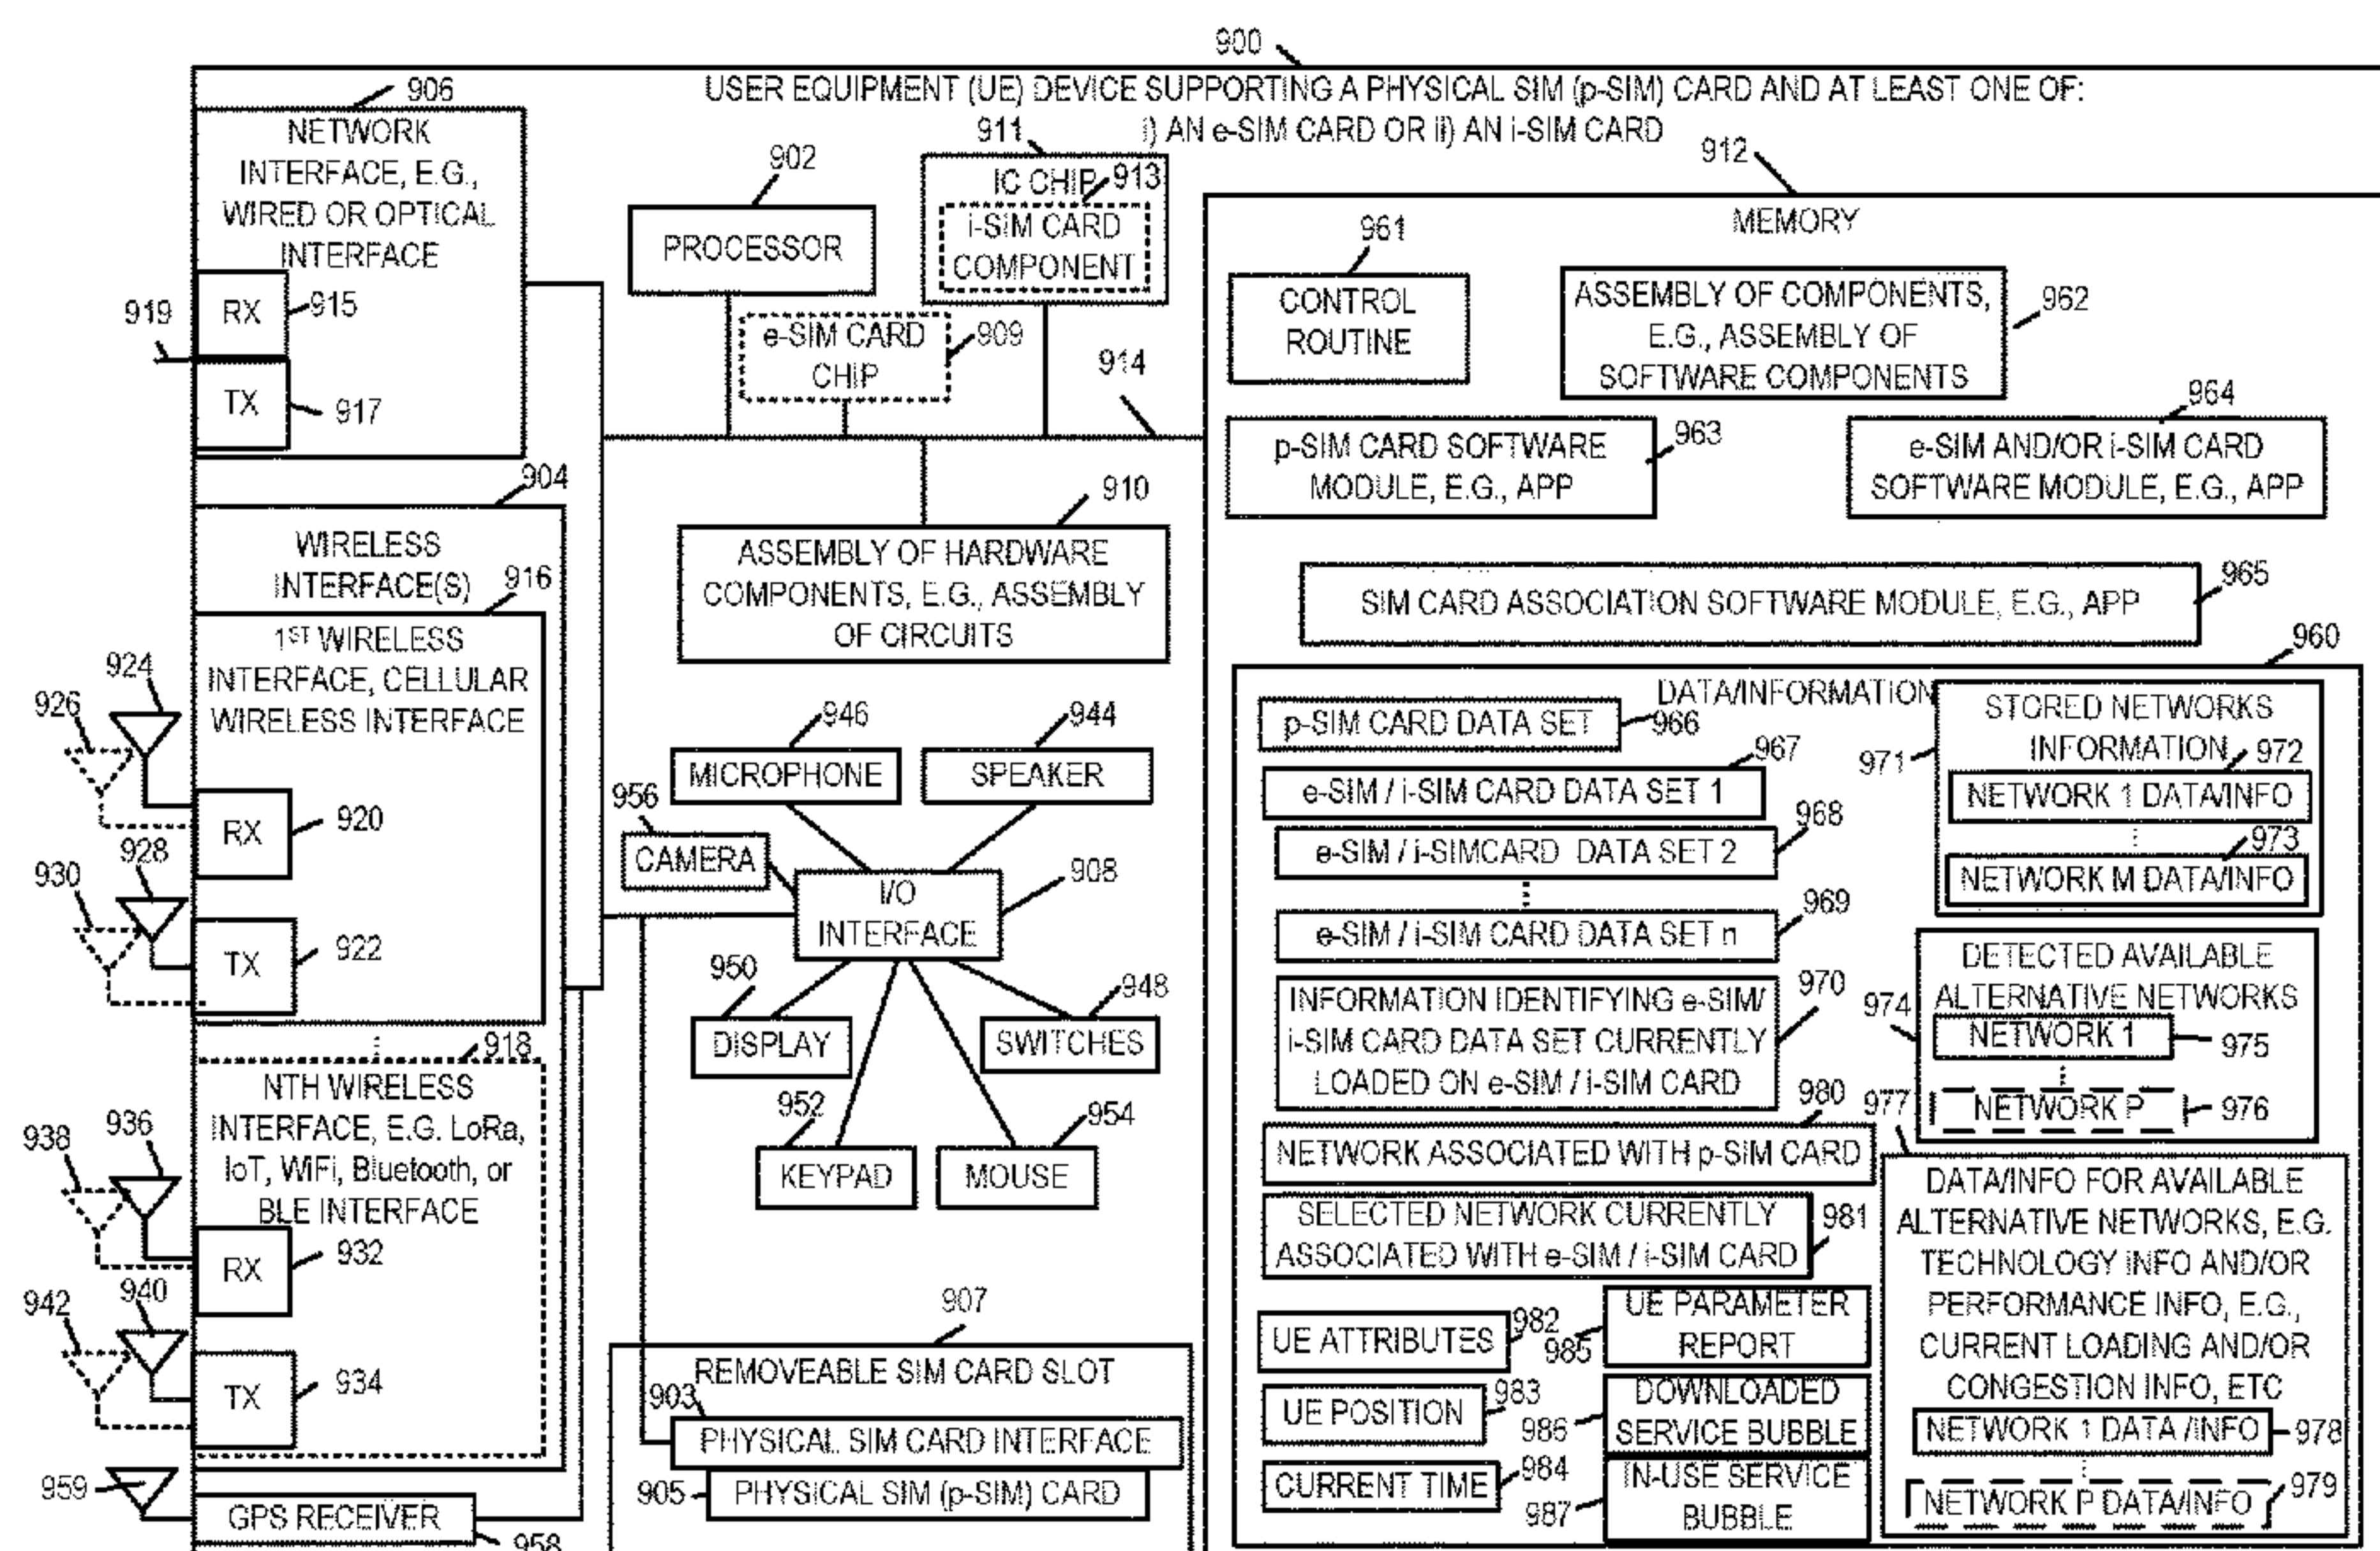 900
USER EQUIPMENT (UE) DEVICE SUPPORTING A PHYSICAL SIM (p-SIM) CARD AND AT LEAST ONE OF:
i) AN e-SIM CARD OR ii) AN i-SIM CARD
906
NETWORK
INTERFACE, E.G.,
WIRED OR OPTICAL
INTERFACE
RX
915
919
TX
917
902
PROCESSOR
911
IC CHIP
913
i-SIM CARD
COMPONENT
e-SIM CARD
CHIP
909
914
904
WIRELESS
INTERFACE(S)
916
1ST WIRELESS
INTERFACE, CELLULAR
WIRELESS INTERFACE
924
926
RX
920
928
930
TX
922
918
NTH WIRELESS
INTERFACE, E.G. LoRa,
IoT, WiFi, Bluetooth, or
BLE INTERFACE
936
938
RX
932
940
942
TX
934
959
GPS RECEIVER
958
910
ASSEMBLY OF HARDWARE
COMPONENTS, E.G., ASSEMBLY
OF CIRCUITS
946
MICROPHONE
944
SPEAKER
956
CAMERA
I/O
INTERFACE
908
950
DISPLAY
948
SWITCHES
952
KEYPAD
954
MOUSE
907
REMOVEABLE SIM CARD SLOT
903
PHYSICAL SIM CARD INTERFACE
905
PHYSICAL SIM (p-SIM) CARD
912
MEMORY
961
CONTROL
ROUTINE
ASSEMBLY OF COMPONENTS,
E.G., ASSEMBLY OF
SOFTWARE COMPONENTS
962
p-SIM CARD SOFTWARE
MODULE, E.G., APP
963
964
e-SIM AND/OR i-SIM CARD
SOFTWARE MODULE, E.G., APP
SIM CARD ASSOCIATION SOFTWARE MODULE, E.G., APP
965
960
DATA/INFORMATION
p-SIM CARD DATA SET
966
967
e-SIM / i-SIM CARD DATA SET 1
968
e-SIM / i-SIMCARD DATA SET 2
969
e-SIM / i-SIM CARD DATA SET n
INFORMATION IDENTIFYING e-SIM/
i-SIM CARD DATA SET CURRENTLY
LOADED ON e-SIM / i-SIM CARD
970
980
NETWORK ASSOCIATED WITH p-SIM CARD
SELECTED NETWORK CURRENTLY
ASSOCIATED WITH e-SIM / i-SIM CARD
981
UE ATTRIBUTES
982
UE POSITION
983
CURRENT TIME
984
985
UE PARAMETER
REPORT
986
DOWNLOADED
SERVICE BUBBLE
987
IN-USE SERVICE
BUBBLE
971
STORED NETWORKS
INFORMATION
972
NETWORK 1 DATA/INFO
973
NETWORK M DATA/INFO
974
DETECTED AVAILABLE
ALTERNATIVE NETWORKS
NETWORK 1
975
NETWORK P
976
977
DATA/INFO FOR AVAILABLE
ALTERNATIVE NETWORKS, E.G.
TECHNOLOGY INFO AND/OR
PERFORMANCE INFO, E.G.,
CURRENT LOADING AND/OR
CONGESTION INFO, ETC
NETWORK 1 DATA /INFO
978
NETWORK P DATA/INFO
979